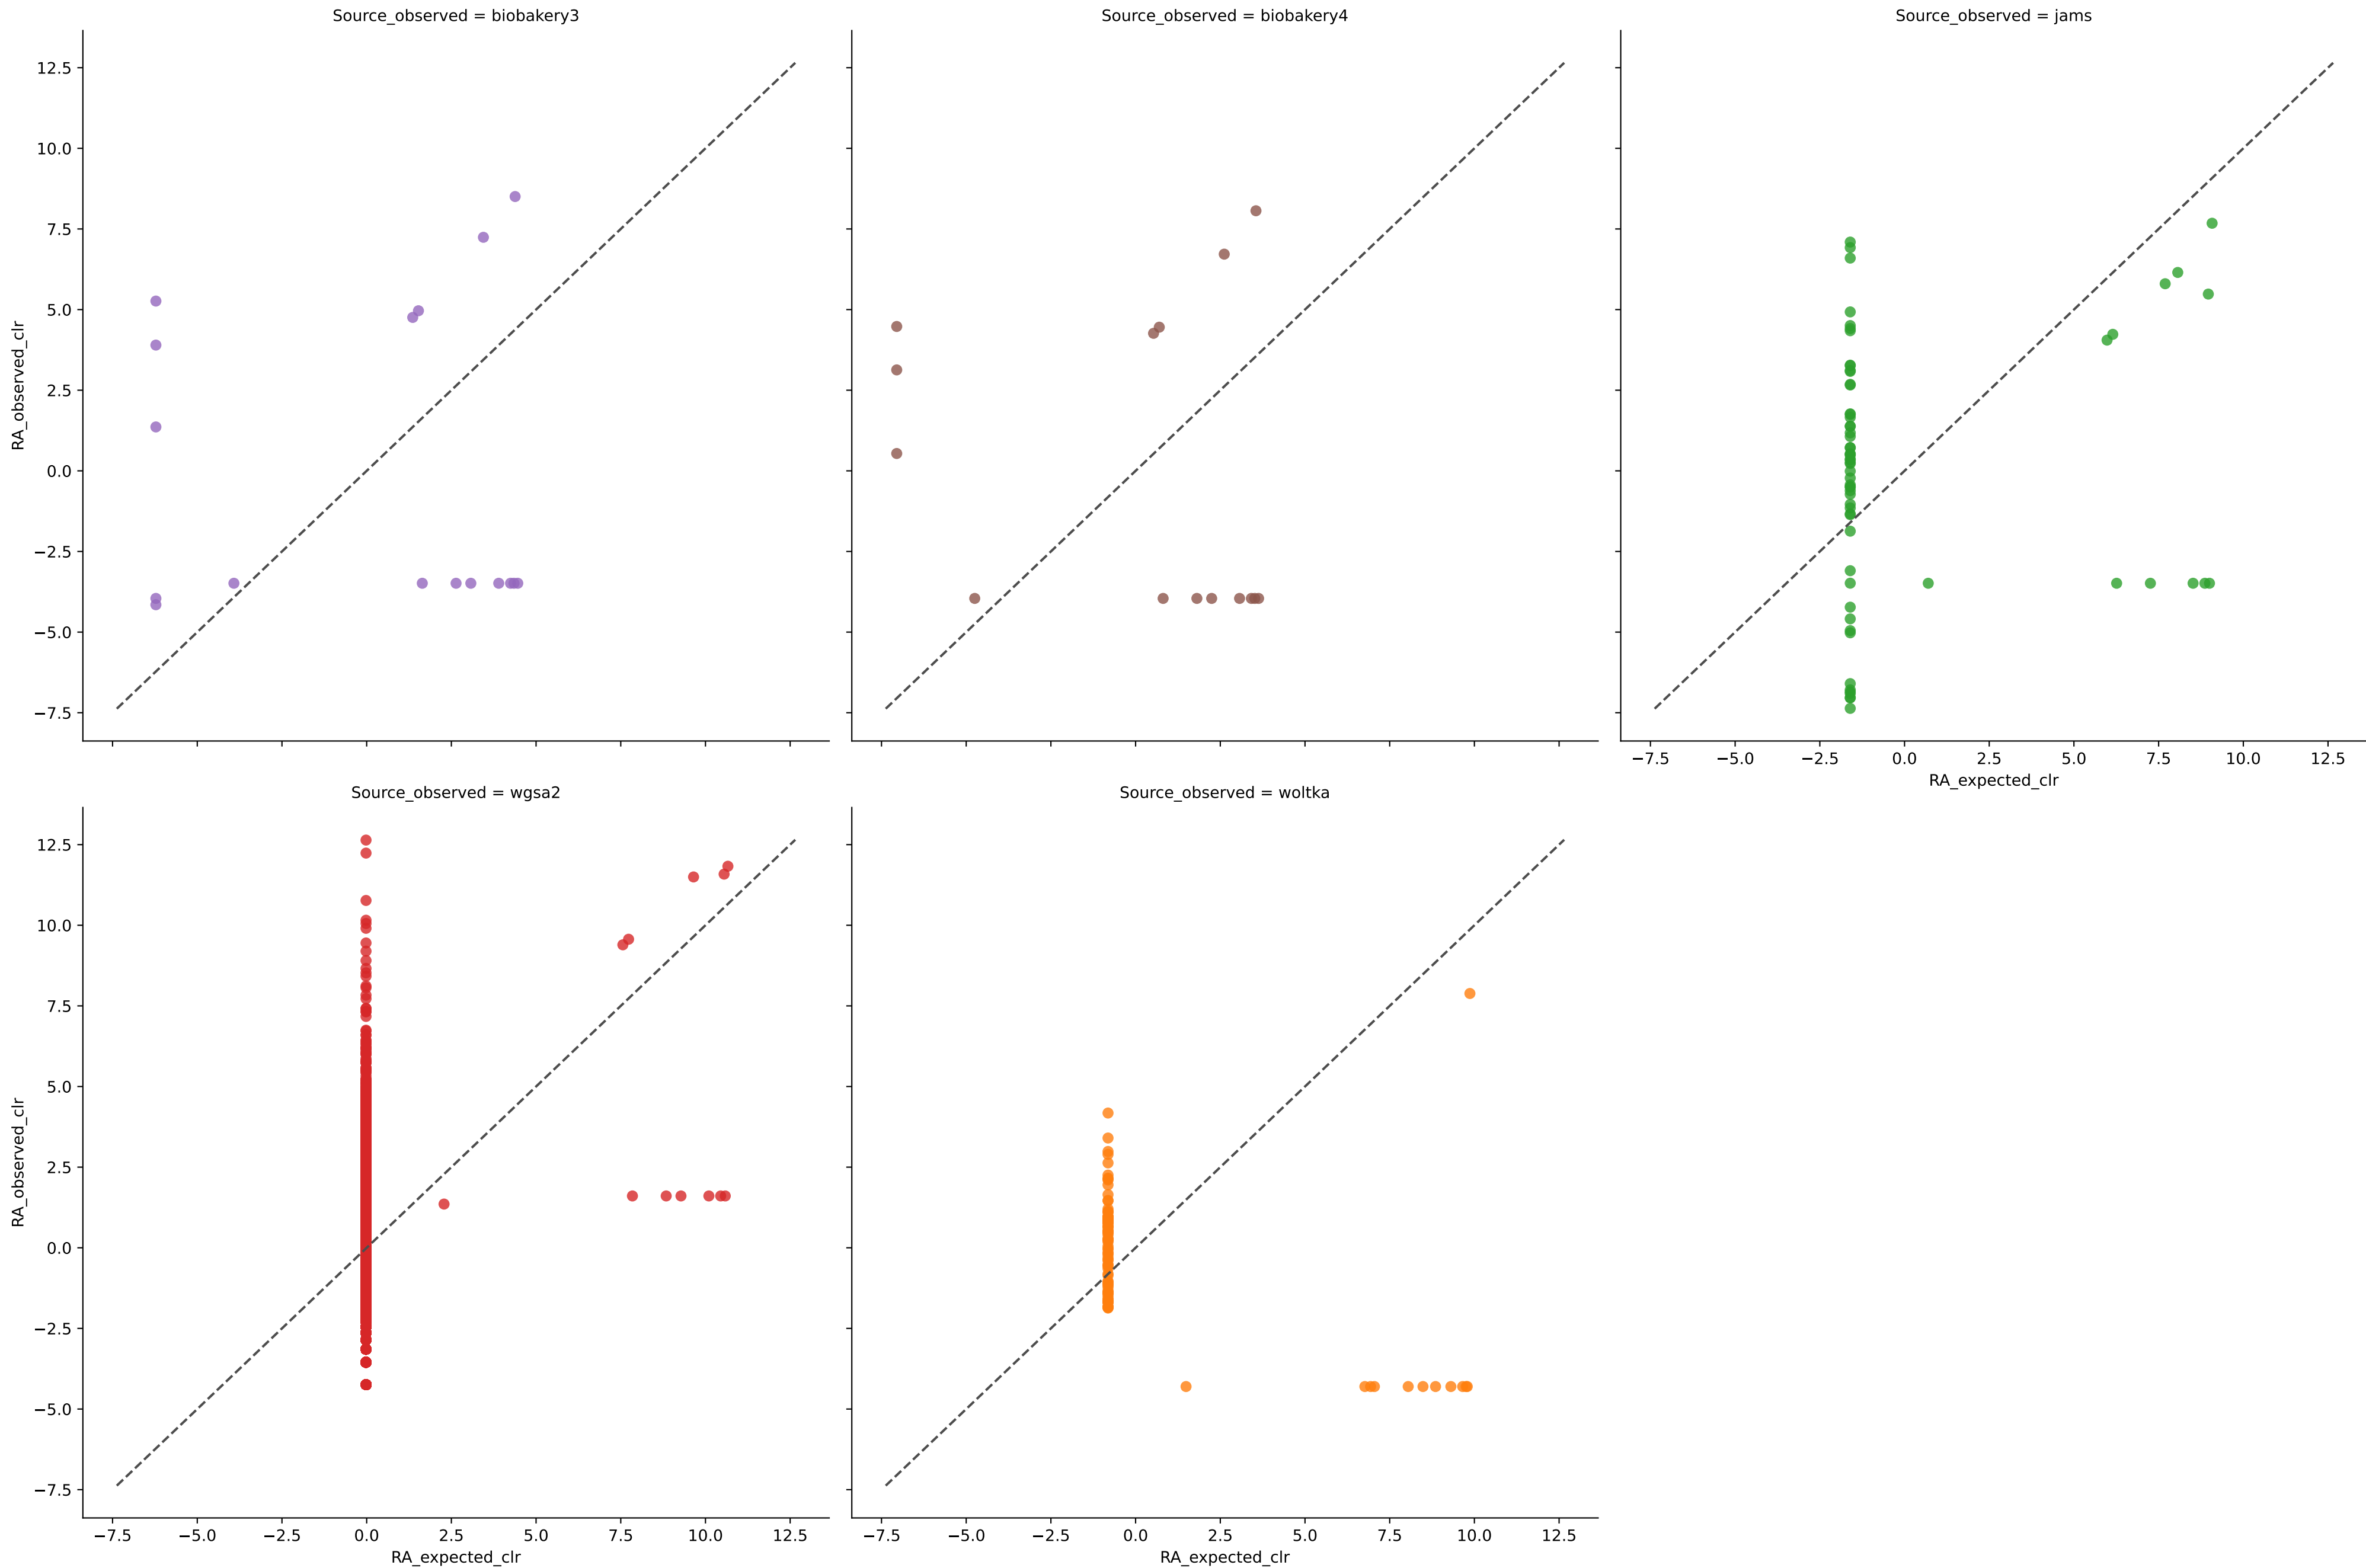 Source_observed = biobakery3
Source_observed = biobakery4
Source_observed = jams
12.5
10.0
7.5
5.0
2.5
0.0
−2.5
−5.0
−7.5
RA_observed_clr
−7.5 −5.0 −2.5 0.0 2.5 5.0 7.5 10.0 12.5
RA_expected_clr
Source_observed = wgsa2
Source_observed = woltka
12.5
10.0
7.5
5.0
2.5
0.0
−2.5
−5.0
−7.5
RA_observed_clr
−7.5 −5.0 −2.5 0.0 2.5 5.0 7.5 10.0 12.5
−7.5 −5.0 −2.5 0.0 2.5 5.0 7.5 10.0 12.5
RA_expected_clr
RA_expected_clr